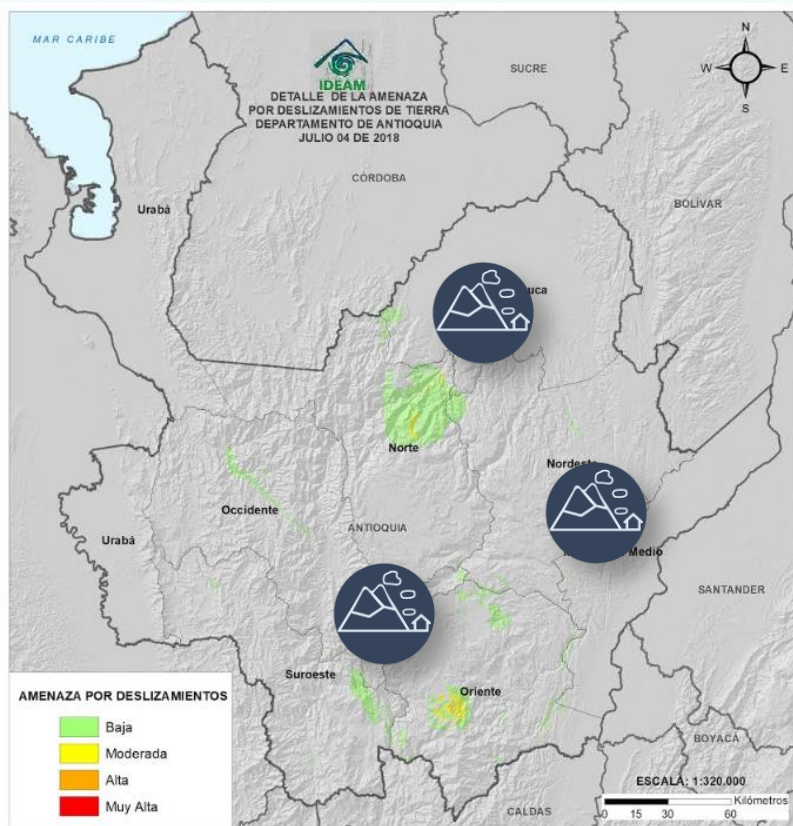 MAR CARIBE
IDEAM
DETALLE DE LA AMENAZA
POR DESLIZAMIENTOS DE TIERRA
DEPARTAMENTO DE ANTIOQUIA
JULIO 04 DE 2018
N
W
E
S
SUCRE
CÓRDOBA
BOLÍVAR
Urabá
Norte
Nordeste
Occidente
ANTIOQUIA
Urabá
Medio
SANTANDER
Suroeste
Oriente
BOYACÁ
CALDAS
AMENAZA POR DESLIZAMIENTOS
Baja
Moderada
Alta
Muy Alta
ESCALA: 1:320.000
Kilómetros
0 15 30 60